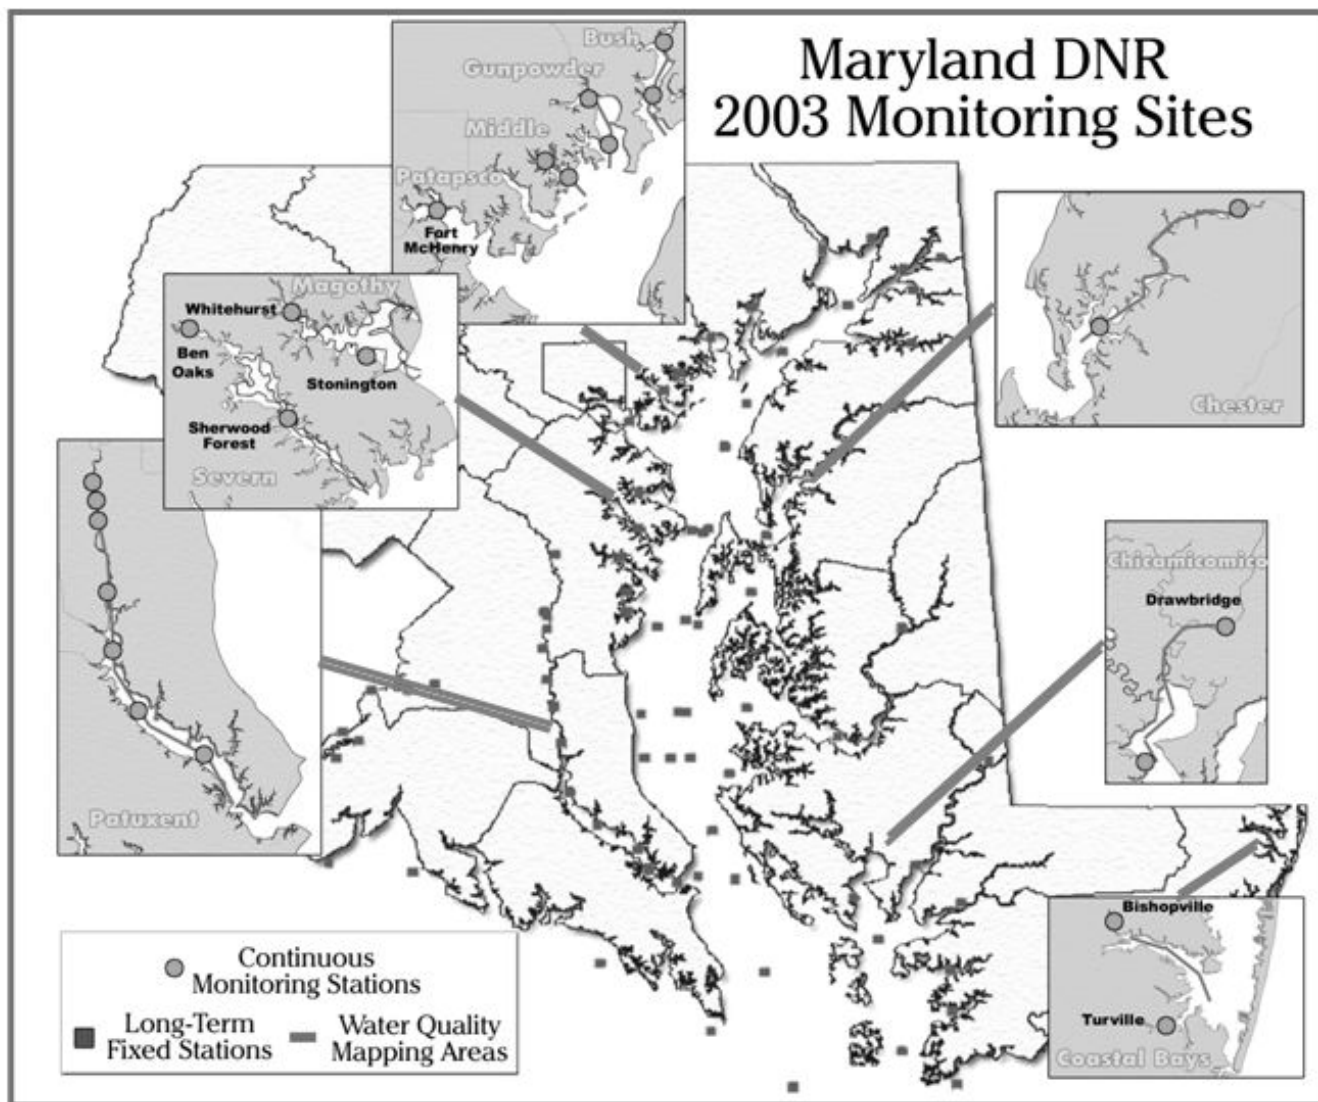 Maryland DNR
2003 Monitoring Sites
Bush
Gunpowder
Middle
Patapsco
Fort
McHenry
Magothy
Whitehurst
Ben
Oaks
Stonington
Sherwood
Forest
Severn
Chester
Chicamicomico
Drawbridge
Patuxent
Bishopville
Turville
Coastal Bays
Continuous
Monitoring Stations
Long-Term
Fixed Stations
Water Quality
Mapping Areas